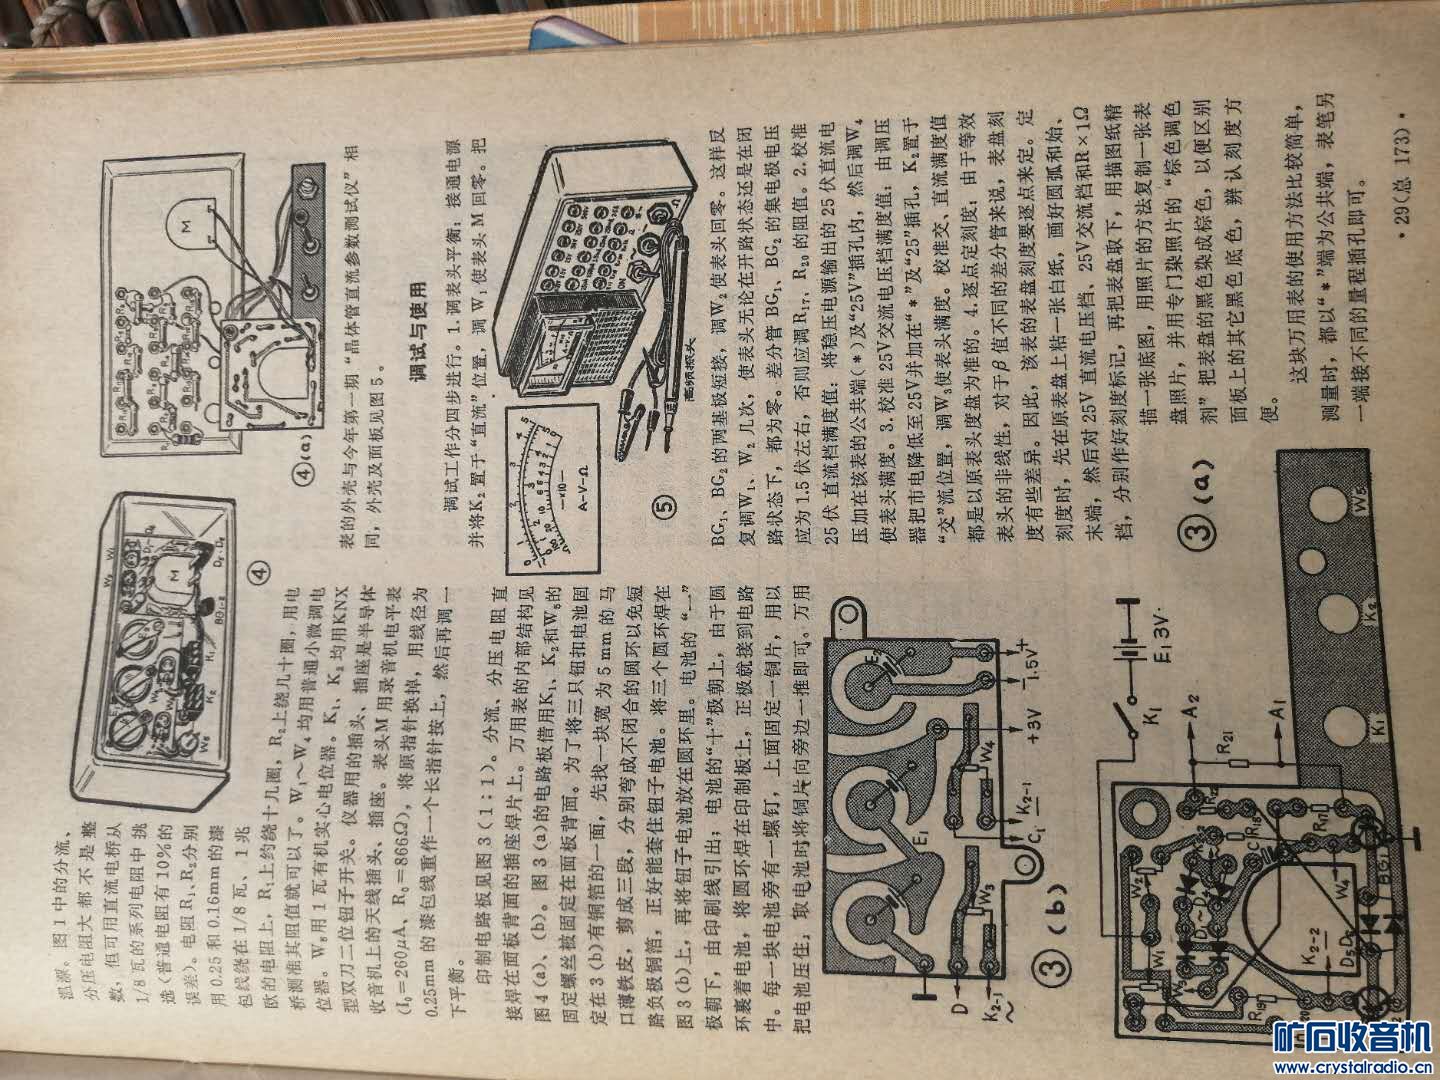 温漂。图1中的分流、
分压电阻大都不是整
数，但可用直流电桥从
1/8瓦的系列电阻中挑
选（普通电阻有10％的
误差）。电阻R₁、R₂分别
用0.25和0.16mm的漆
包线绕在1/8瓦、1兆
欧的电阻上，R₁上约绕十九圈，R₂上绕几十圈，用电
桥测准其阻值就可以了。W₁～W₄均用普通小微调电
位器。W₅用1瓦有机实心电位器。K₁、K₂均用KNX
型双刀二位钮子开关。仪器用的插头、插座是半导体
收音机上的天线插头、插座。表头M用录音机电平表
（I₀＝260μA、R₀＝866Ω），将原指针换掉，用线径为
0.25mm的漆包线重作一个长指针按上，然后再调一
下平衡。
印制电路板见图3（1：1）。分流、分压电阻直
接焊在面板背面的插座焊片上。万用表的内部结构见
图4（a）、（b）。图3（a）的电路板借用K₁、K₂和W₅的
固定螺丝被固定在面板背面。为了将三只钮扣电池固
定在3（b）有铜箔的一面，先找一块宽为5mm的马
口薄铁皮，剪成三段，分别弯成不闭合的圆环以免短
路负极铜箔，正好能套住钮子电池。将三个圆环焊在
图3（b）上，再将钮子电池放在圆环里。电池的“一”
极朝下，由印刷线引出；电池的“十”极朝上，由于圆
环裹着电池，将圆环焊在印制板上，正极就接到电路
中。每一块电池旁有一螺钉，上面固定一铜片，用以
把电池压住，取电池时将铜片向旁边一推即可。万用
W₅
K₂
K₁
BG₁₋₂
D₅-D₆
M
④
E₁
E₂
1.5V
+3V
W₃
W₄
C₁
K₂₋₁
D
K₂₋₁
～
③（b）
M
④（a）
表的外壳与今年第一期“晶体管直流参数测试仪”相
同，外壳及面板见图5。
调试与使用
调试工作分四步进行。1.调表头平衡：接通电源
并将K₂置于“直流”位置，调W₁使表头M回零。把
A-V-Ω
×10
高频探头
⑤
BG₁、BG₂的两基极短接，调W₂使表头回零。这样反
复调W₁、W₂几次，使表头无论在开路状态还是在闭
路状态下，都为零。差分管BG₁、BG₂的集电极电压
应为1.5伏左右，否则应调R₁₇、R₂₀的阻值。2.校准
25伏直流档满度值：将稳压电源输出的25伏直流电
压加在该表的公共端（*）及“25V”插孔内，然后调W₄
使表头满度。3.校准25V交流电压档满度值：由调压
器把市电降低至25V并加在“*”及“25”插孔，K₂置于
“交”流位置，调W₃使表头满度。校准交、直流满度值
都是以原表头度盘为准的。4.逐点定刻度：由于等效
表头的非线性，对于β值不同的差分管来说，表盘刻
度有些差异。因此，该表的表盘刻度要逐点来定。定
刻度时，先在原表盘上粘一张白纸，画好圆弧和始、
末端，然后对25V直流电压档、25V交流档和R×1Ω
档，分别作好刻度标记，再把表盘取下，用描图纸精
描一张底图，用照片的方法复制一张表
盘照片，并用专门染照片的“棕色调色
剂”把表盘的黑色染成棕色，以便区别
面板上的其它黑色底色，辨认刻度方
便。
这块万用表的使用方法比较简单，
测量时，都以“*”端为公共端，表笔另
一端接不同的量程插孔即可。
③（a）
E₁3V
K₁
A₂
A₁
R₂₁
W₅
K₂
K₁
W₁
W₂
W₃
W₄
R₁₂
R₁₈
R₁₇
R₁₉
D₁～D₄
D₅D₆
K₂₋₂
BG₁
·29（总 173）·
矿石收音机
www.crystalradio.cn